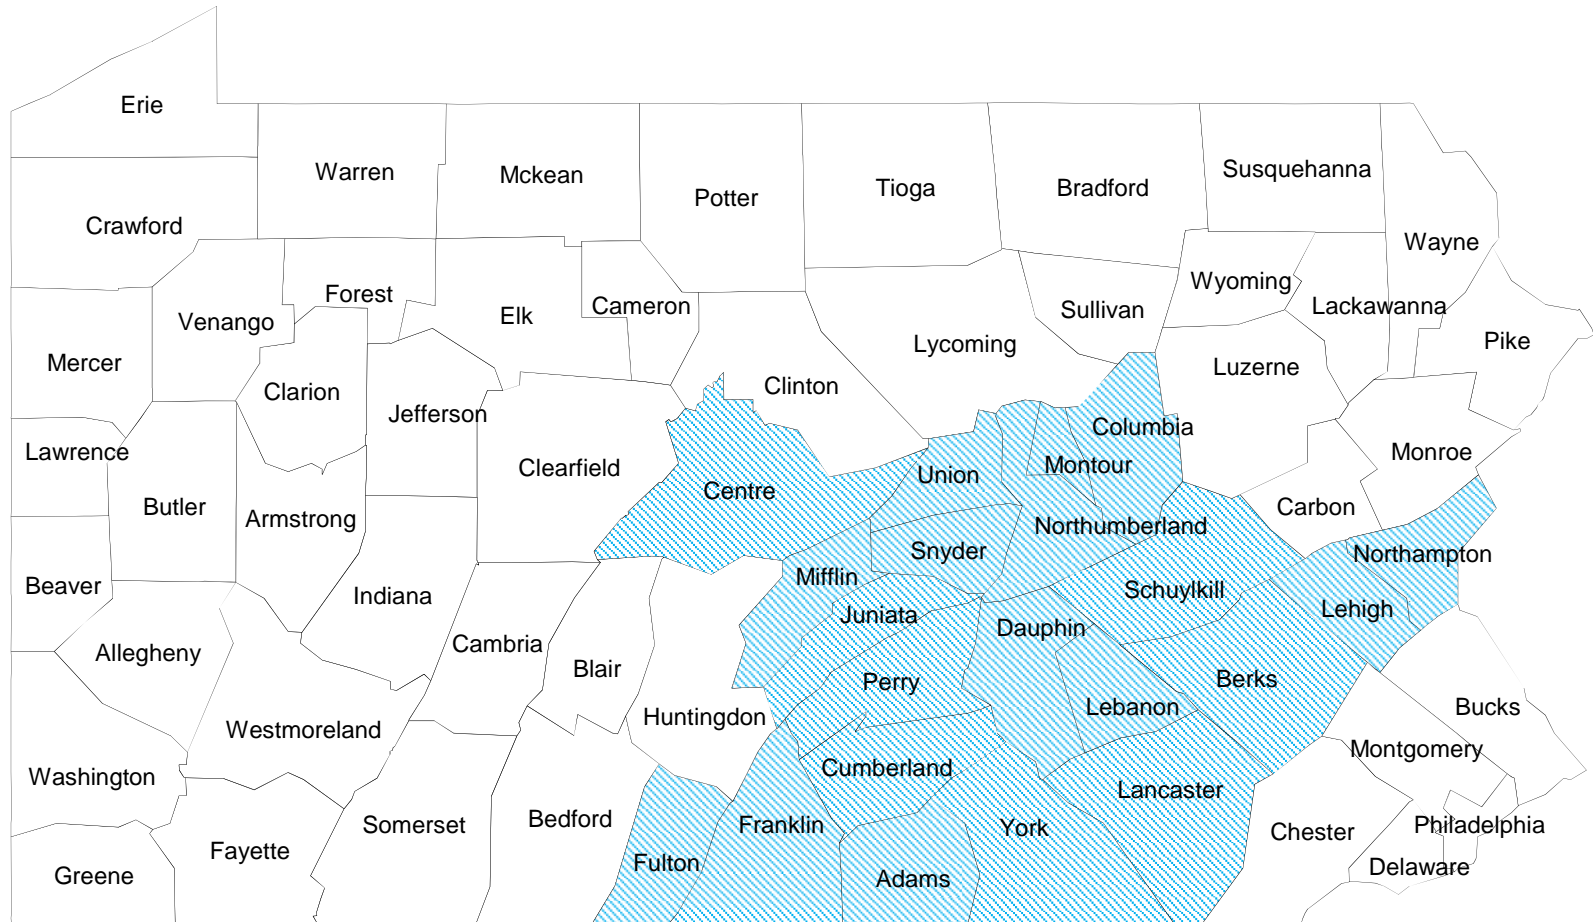 Erie
Warren
Mckean
Potter
Tioga
Bradford
Susquehanna
Crawford
Wayne
Forest
Cameron
Wyoming
Lackawanna
Venango
Elk
Sullivan
Mercer
Lycoming
Pike
Clarion
Clinton
Luzerne
Jefferson
Columbia
Lawrence
Clearfield
Centre
Union
Montour
Monroe
Butler
Armstrong
Northumberland
Carbon
Snyder
Northampton
Beaver
Indiana
Mifflin
Juniata
Schuylkill
Lehigh
Allegheny
Cambria
Blair
Dauphin
Perry
Berks
Westmoreland
Huntingdon
Lebanon
Bucks
Washington
Cumberland
Montgomery
Lancaster
Somerset
Bedford
Franklin
York
Chester
Philadelphia
Greene
Fayette
Fulton
Adams
Delaware